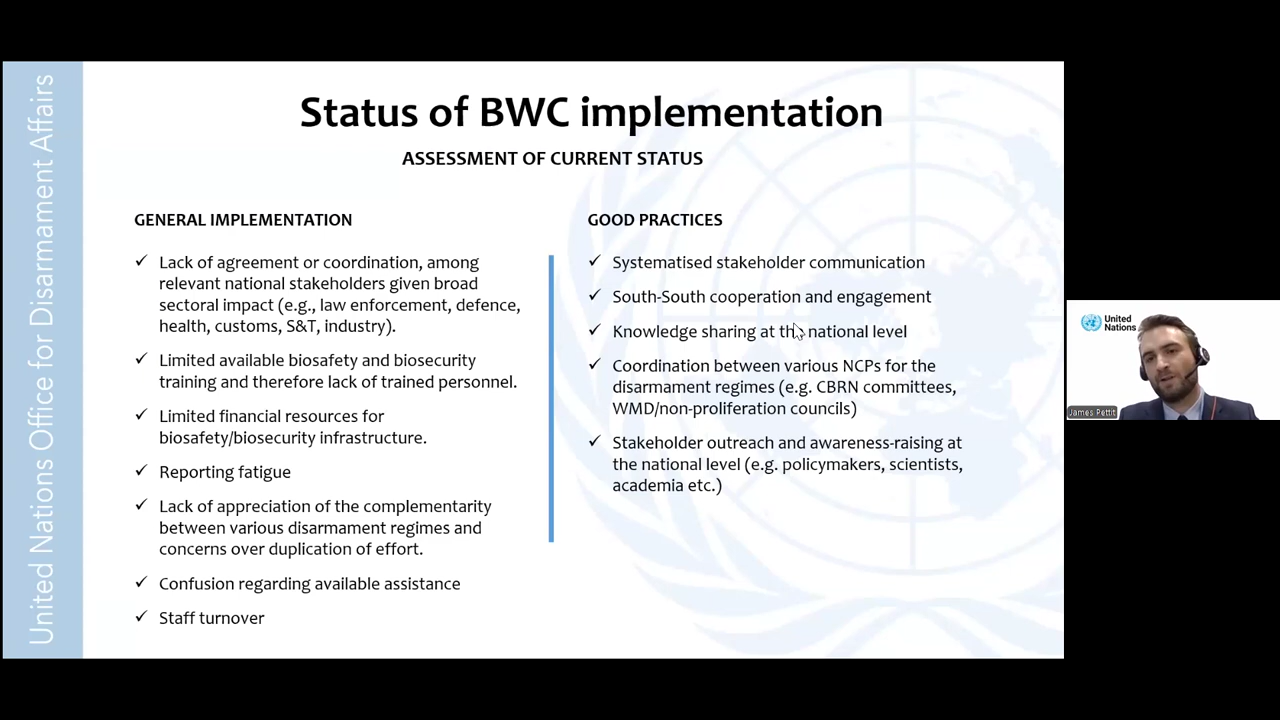 United Nations Office for Disarmament Affairs
Status of BWC implementation
ASSESSMENT OF CURRENT STATUS
GENERAL IMPLEMENTATION
Lack of agreement or coordination, among
relevant national stakeholders given broad
sectoral impact (e.g., law enforcement, defence,
health, customs, S&T, industry).
Limited available biosafety and biosecurity
training and therefore lack of trained personnel.
Limited financial resources for
biosafety/biosecurity infrastructure.
Reporting fatigue
Lack of appreciation of the complementarity
between various disarmament regimes and
concerns over duplication of effort.
Confusion regarding available assistance
Staff turnover
GOOD PRACTICES
Systematised stakeholder communication
South-South cooperation and engagement
Knowledge sharing at the national level
Coordination between various NCPs for the
disarmament regimes (e.g. CBRN committees,
WMD/non-proliferation councils)
Stakeholder outreach and awareness-raising at
the national level (e.g. policymakers, scientists,
academia etc.)
United
Nations
James Pettit